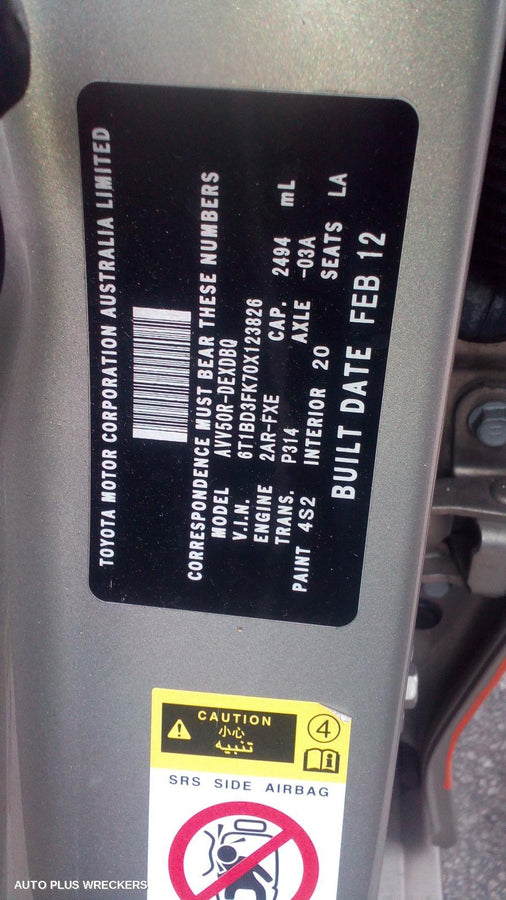 TOYOTA MOTOR CORPORATION AUSTRALIA LIMITED
CORRESPONDENCE MUST BEAR THESE NUMBERS
MODEL AVV50R-DEXDBQ
V.I.N. 6T1BD3FK70X123826
ENGINE 2AR-FXE CAP. 2494 mL
TRANS. P314 AXLE -03A
PAINT 4S2 INTERIOR 20 SEATS LA
BUILT DATE FEB 12
CAUTION
小心
تنبيه
4
SRS SIDE AIRBAG
AUTO PLUS WRECKERS